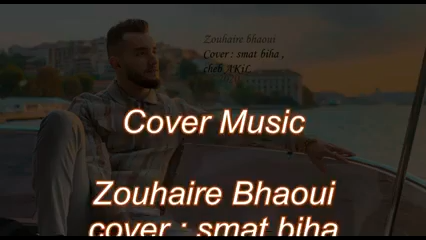 Zouhaire bhaoui
Cover : smat biha ,
cheb AKiL
Cover Music
Zouhaire Bhaoui
cover : smat biha